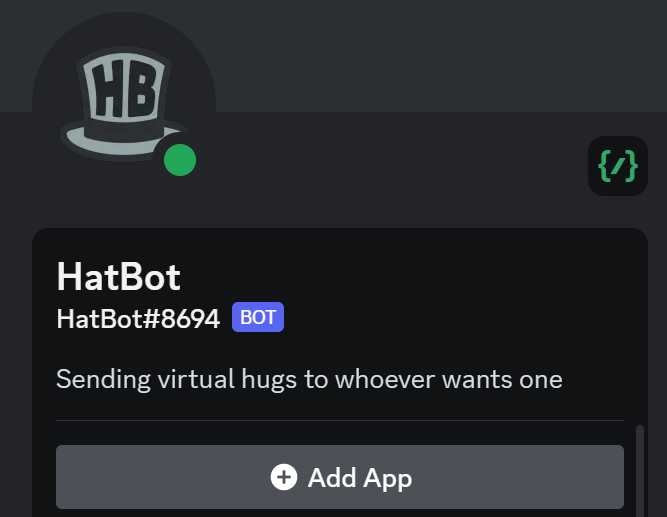 HB
{/}
HatBot
HatBot#8694 BOT
Sending virtual hugs to whoever wants one
Add App